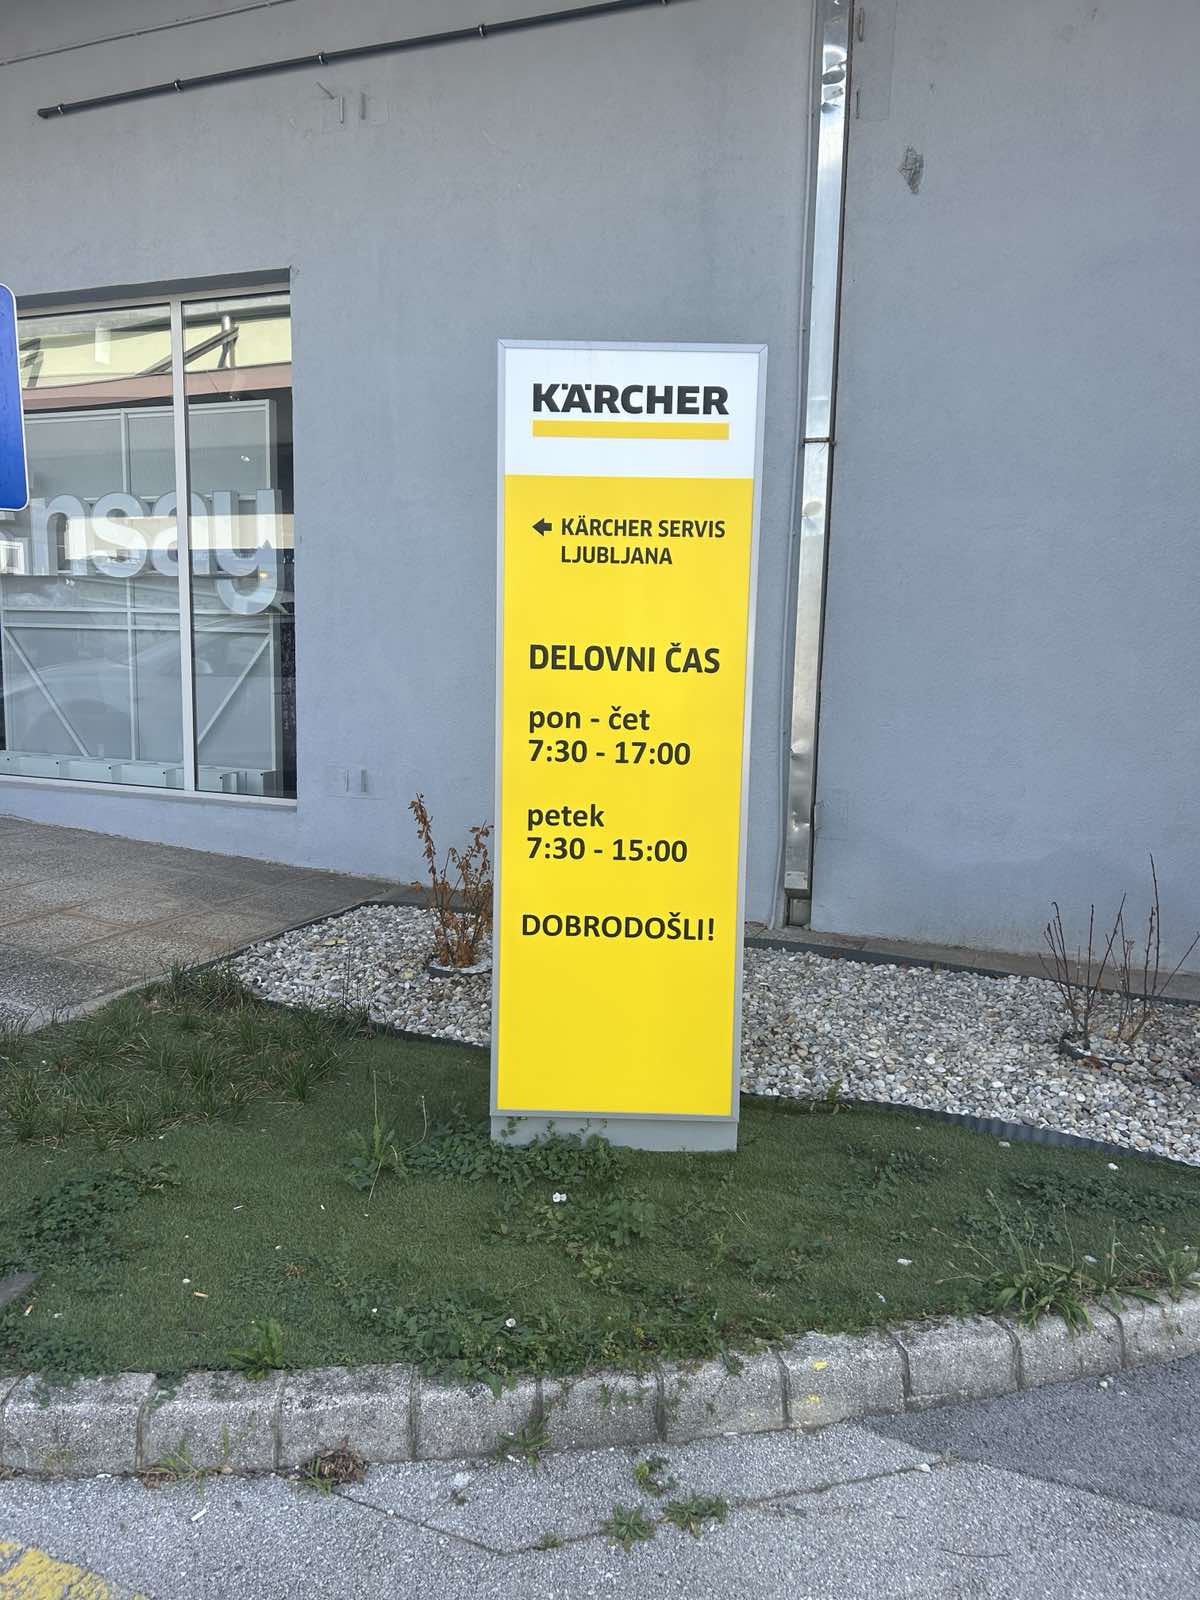 KÄRCHER
← KÄRCHER SERVIS
LJUBLJANA
DELOVNI ČAS
pon - čet
7:30 - 17:00
petek
7:30 - 15:00
DOBRODOŠLI!